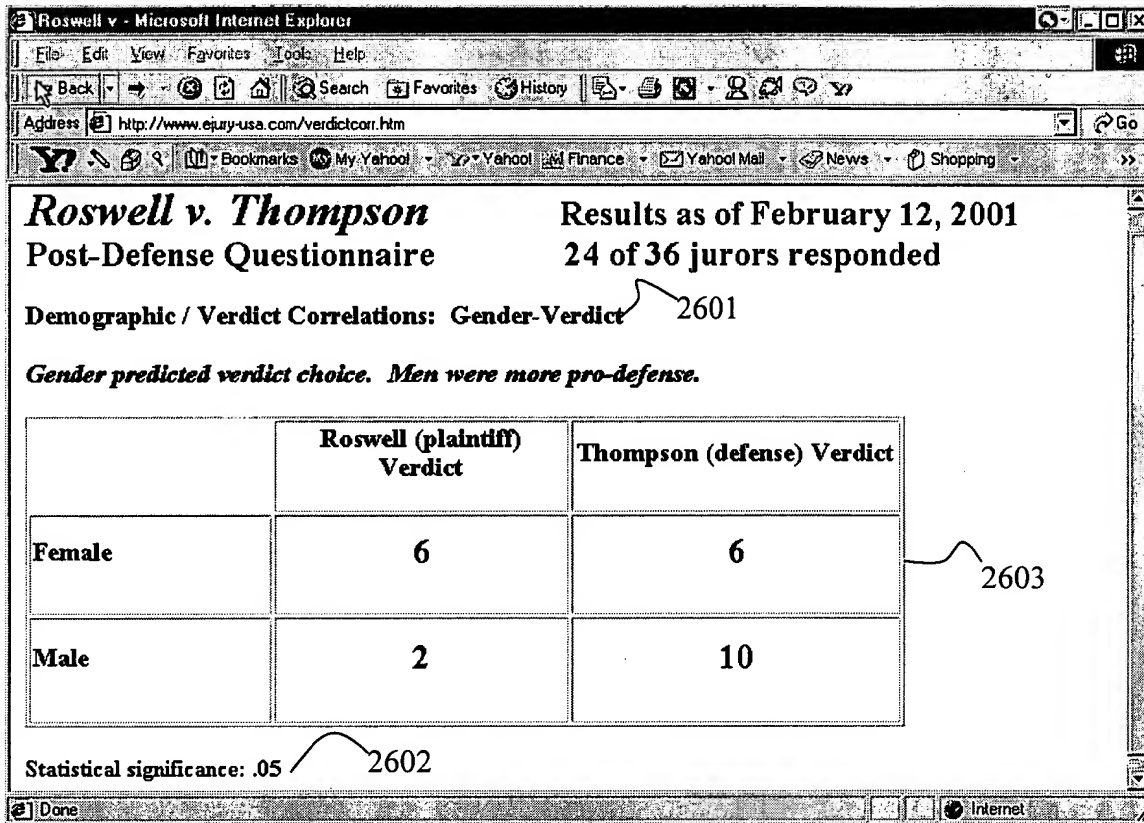 Roswell v - Microsoft Internet Explorer
File Edit View Favorites Tools Help
Back Search Favorites History
Address http://www.ejury-usa.com/verdictcorr.htm Go
Y? Bookmarks My Yahoo! Yahoo! Finance Yahoo! Mail News Shopping >>
Roswell v. Thompson Results as of February 12, 2001
Post-Defense Questionnaire 24 of 36 jurors responded
Demographic / Verdict Correlations: Gender-Verdict 2601
Gender predicted verdict choice. Men were more pro-defense.
Roswell (plaintiff)
Verdict
Thompson (defense) Verdict
Female 6 6
2603
Male 2 10
Statistical significance: .05 2602
Done Internet